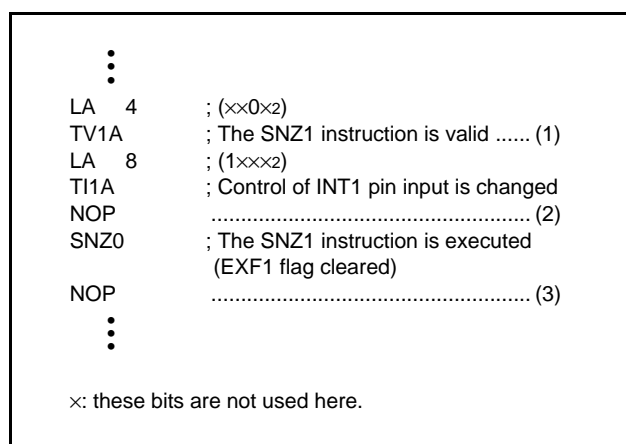 LA 4 ; (××0×2)
TV1A ; The SNZ1 instruction is valid ...... (1)
LA 8 ; (1×××2)
TI1A ; Control of INT1 pin input is changed
NOP ...................................................... (2)
SNZ0 ; The SNZ1 instruction is executed
(EXF1 flag cleared)
NOP ...................................................... (3)
×: these bits are not used here.